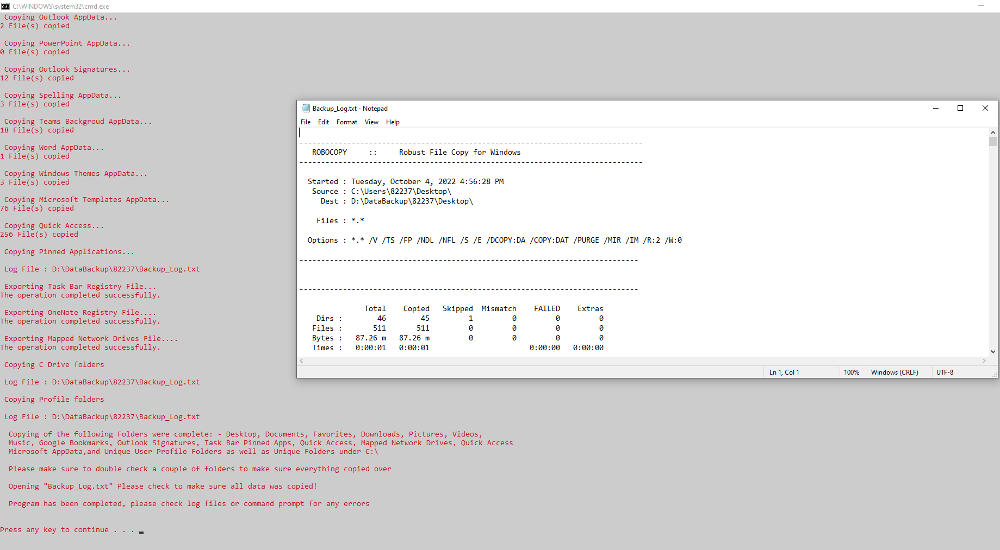 C:\WINDOWS\system32\cmd.exe
Copying Outlook AppData...
2 File(s) copied
Copying PowerPoint AppData...
0 File(s) copied
Copying Outlook Signatures...
12 File(s) copied
Copying Spelling AppData...
3 File(s) copied
Copying Teams Backgroud AppData...
18 File(s) copied
Copying Word AppData...
1 File(s) copied
Copying Windows Themes AppData...
3 File(s) copied
Copying Microsoft Templates AppData...
76 File(s) copied
Copying Quick Access...
256 File(s) copied
Copying Pinned Applications...
Log File : D:\DataBackup\82237\Backup_Log.txt
Exporting Task Bar Registry File...
The operation completed successfully.
Exporting OneNote Registry File....
The operation completed successfully.
Exporting Mapped Network Drives File....
The operation completed successfully.
Copying C Drive folders
Log File : D:\DataBackup\82237\Backup_Log.txt
Copying Profile folders
Log File : D:\DataBackup\82237\Backup_Log.txt
Copying of the following Folders were complete: - Desktop, Documents, Favorites, Downloads, Pictures, Videos,
Music, Google Bookmarks, Outlook Signatures, Task Bar Pinned Apps, Quick Access, Mapped Network Drives, Quick Access
Microsoft AppData,and Unique User Profile Folders as well as Unique Folders under C:\
Please make sure to double check a couple of folders to make sure everything copied over
Opening "Backup_Log.txt" Please check to make sure all data was copied!
Program has been completed, please check log files or command prompt for any errors
Press any key to continue . . .
Backup_Log.txt - Notepad
File Edit Format View Help
-------------------------------------------------------------------------------
ROBOCOPY :: Robust File Copy for Windows
-------------------------------------------------------------------------------
Started : Tuesday, October 4, 2022 4:56:28 PM
Source : C:\Users\82237\Desktop\
Dest : D:\DataBackup\82237\Desktop\
Files : *.*
Options : *.* /V /TS /FP /NDL /NFL /S /E /DCOPY:DA /COPY:DAT /PURGE /MIR /IM /R:2 /W:0
------------------------------------------------------------------------------
------------------------------------------------------------------------------
Total Copied Skipped Mismatch FAILED Extras
Dirs : 46 45 1 0 0 0
Files : 511 511 0 0 0 0
Bytes : 87.26 m 87.26 m 0 0 0 0
Times : 0:00:01 0:00:01 0:00:00 0:00:00
Ln 1, Col 1 100% Windows (CRLF) UTF-8